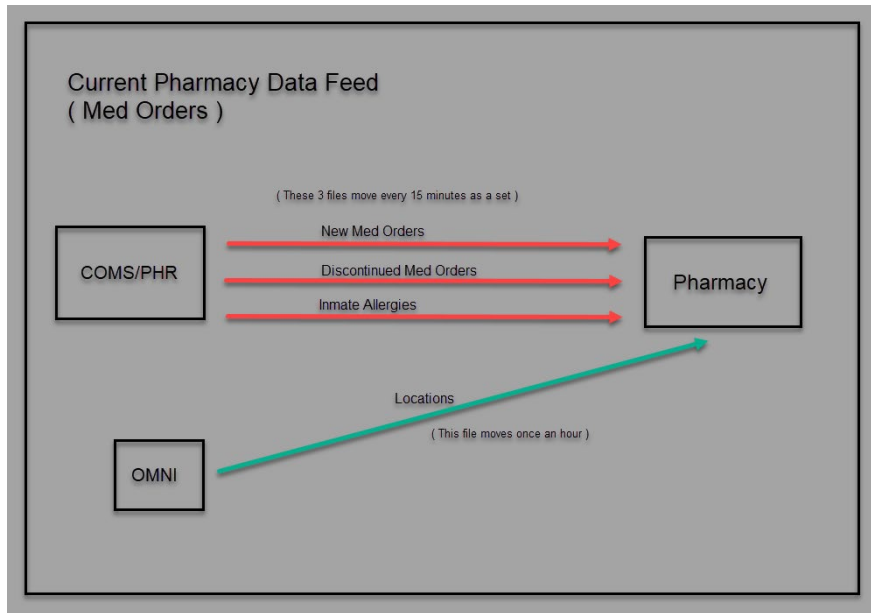 Current Pharmacy Data Feed
( Med Orders )
( These 3 files move every 15 minutes as a set )
New Med Orders
COMS/PHR
Discontinued Med Orders
Pharmacy
Inmate Allergies
Locations
( This file moves once an hour )
OMNI